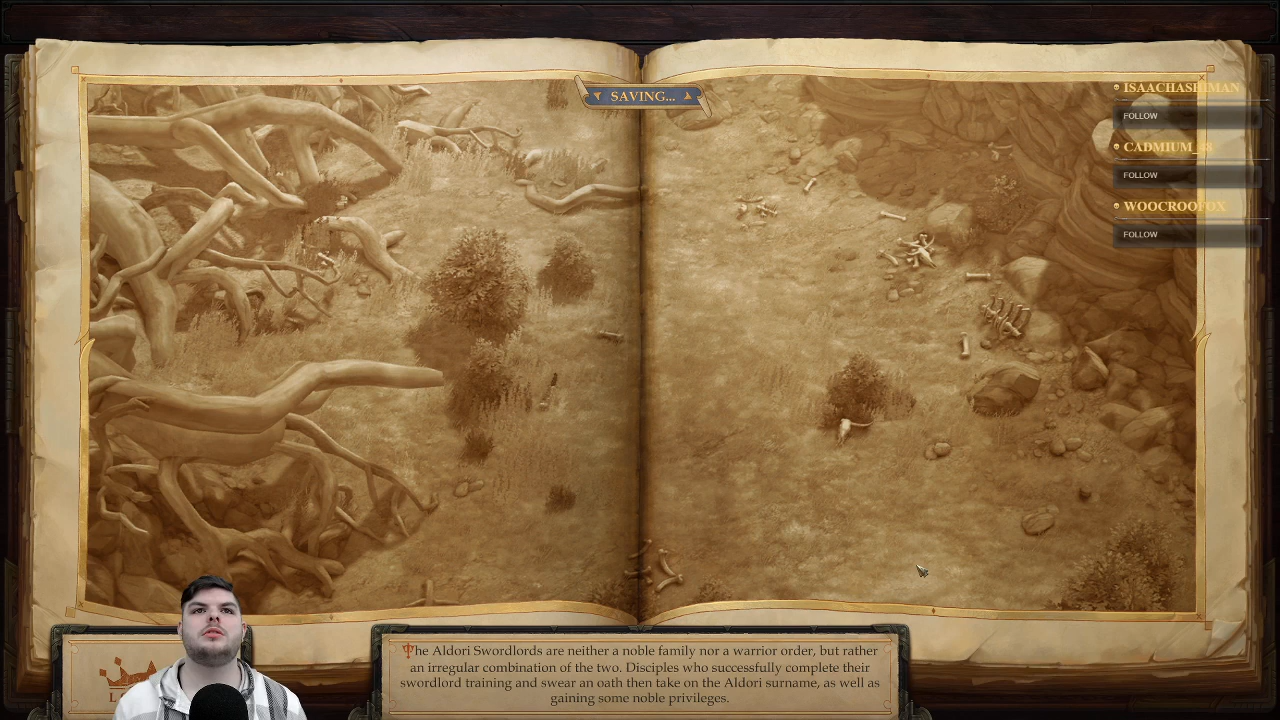 SAVING...
ISAACHASHIMAN
FOLLOW
FOLLOW
WOOCROOFOX
FOLLOW
The Aldori Swordlords are neither a noble family nor a warrior order, but rather
an irregular combination of the two. Disciples who successfully complete their
swordlord training and swear an oath then take on the Aldori surname, as well as
gaining some noble privileges.